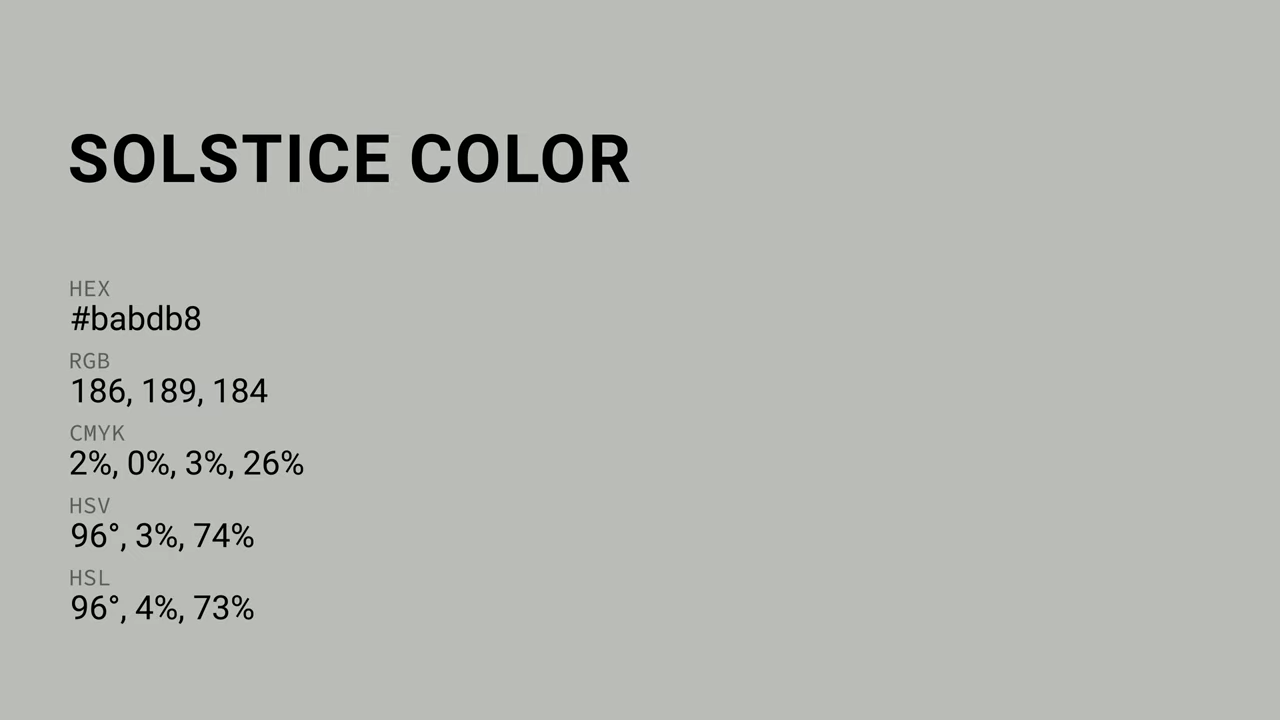 SOLSTICE COLOR
HEX
#babdb8
RGB
186, 189, 184
CMYK
2%, 0%, 3%, 26%
HSV
96°, 3%, 74%
HSL
96°, 4%, 73%